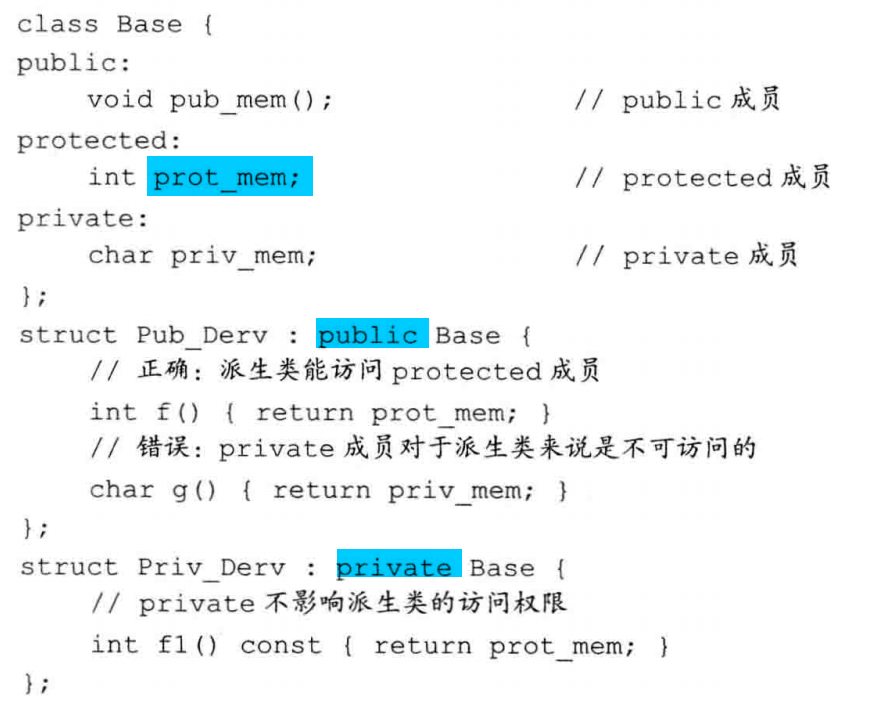 class Base {
public:
    void pub_mem();                // public 成员
protected:
    int prot_mem;                  // protected 成员
private:
    char priv_mem;                 // private 成员
};
struct Pub_Derv : public Base {
    // 正确：派生类能访问 protected 成员
    int f() { return prot_mem; }
    // 错误：private 成员对于派生类来说是不可访问的
    char g() { return priv_mem; }
};
struct Priv_Derv : private Base {
    // private 不影响派生类的访问权限
    int f1() const { return prot_mem; }
};